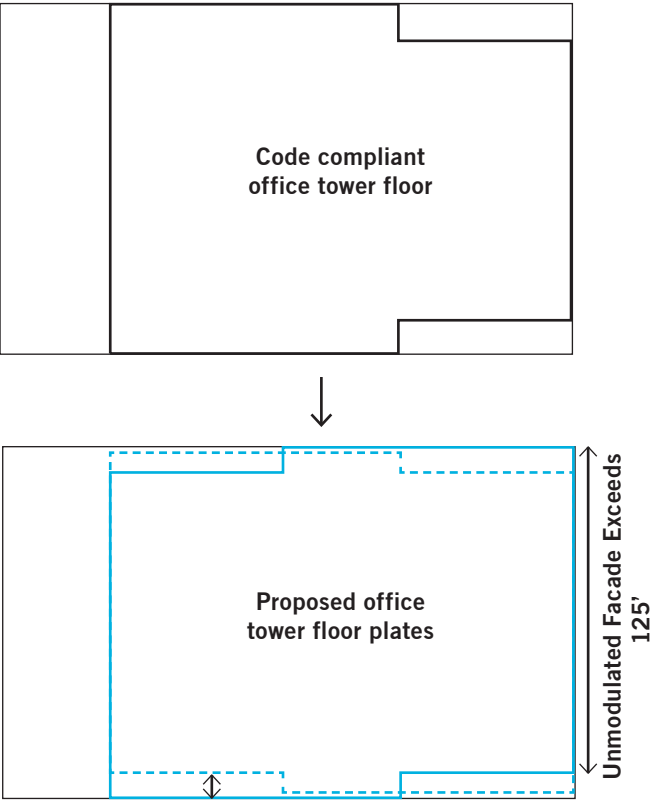 Code compliant
office tower floor
Proposed office
tower floor plates
Unmodulated Facade Exceeds
125'